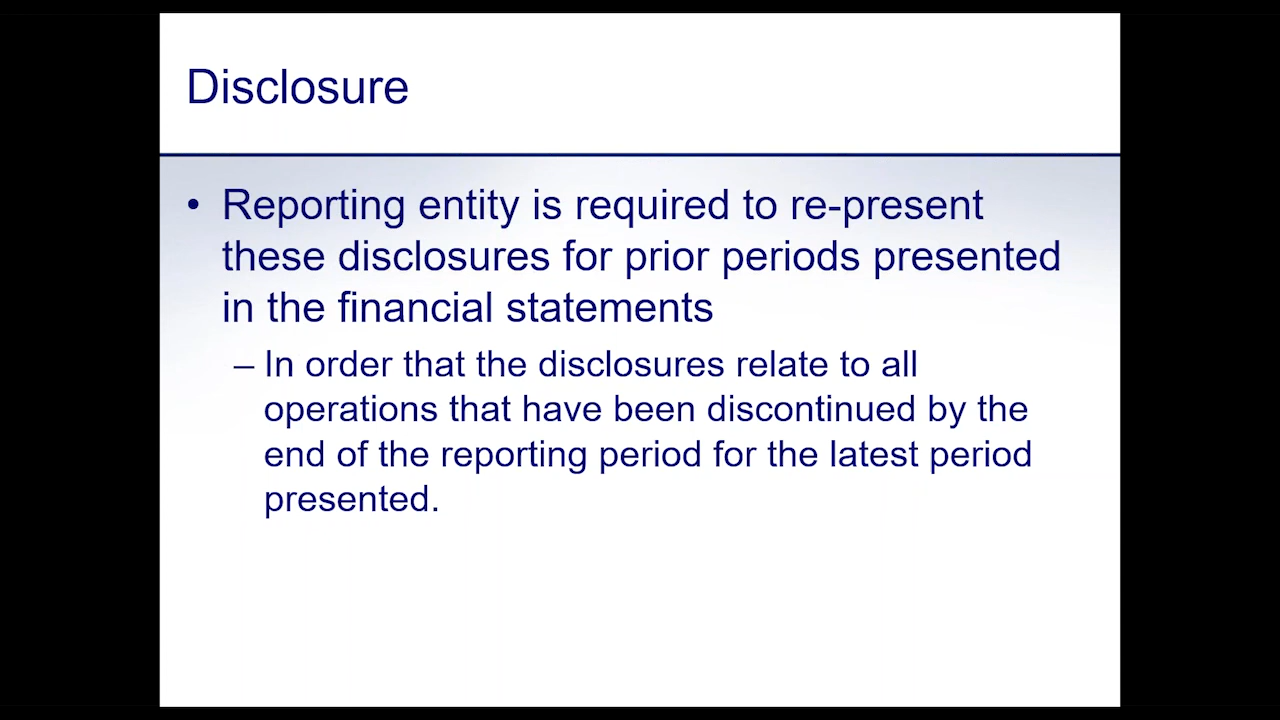 Disclosure
• Reporting entity is required to re-present
these disclosures for prior periods presented
in the financial statements
– In order that the disclosures relate to all
operations that have been discontinued by the
end of the reporting period for the latest period
presented.